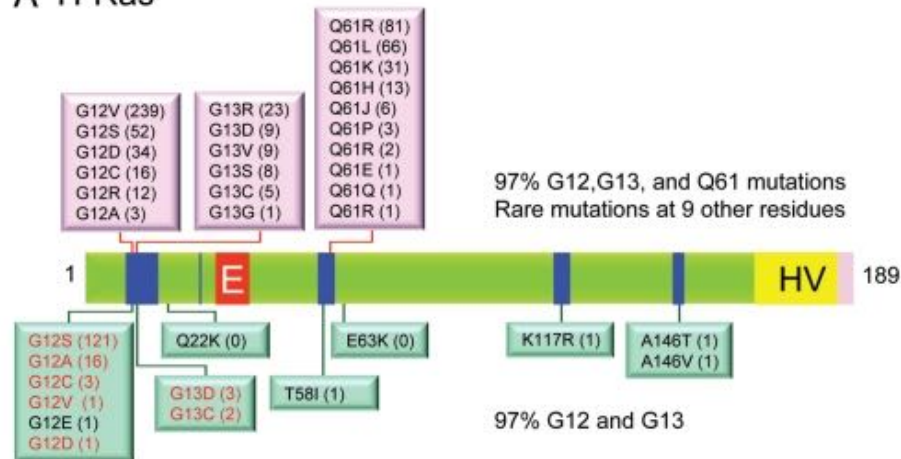 Q61R (81)
Q61L (66)
Q61K (31)
Q61H (13)
Q61J (6)
Q61P (3)
Q61R (2)
Q61E (1)
Q61Q (1)
Q61R (1)
G12V (239)
G12S (52)
G12D (34)
G12C (16)
G12R (12)
G12A (3)
G13R (23)
G13D (9)
G13V (9)
G13S (8)
G13C (5)
G13G (1)
97% G12,G13, and Q61 mutations
Rare mutations at 9 other residues
1
E
HV
189
G12S (121)
G12A (16)
G12C (3)
G12V (1)
G12E (1)
G12D (1)
Q22K (0)
G13D (3)
G13C (2)
T58I (1)
E63K (0)
K117R (1)
A146T (1)
A146V (1)
97% G12 and G13